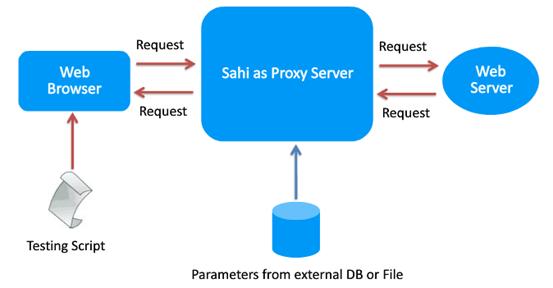 Request
Request
Web
Browser
Sahi as Proxy Server
Web
Server
Request
Request
Testing Script
Parameters from external DB or File